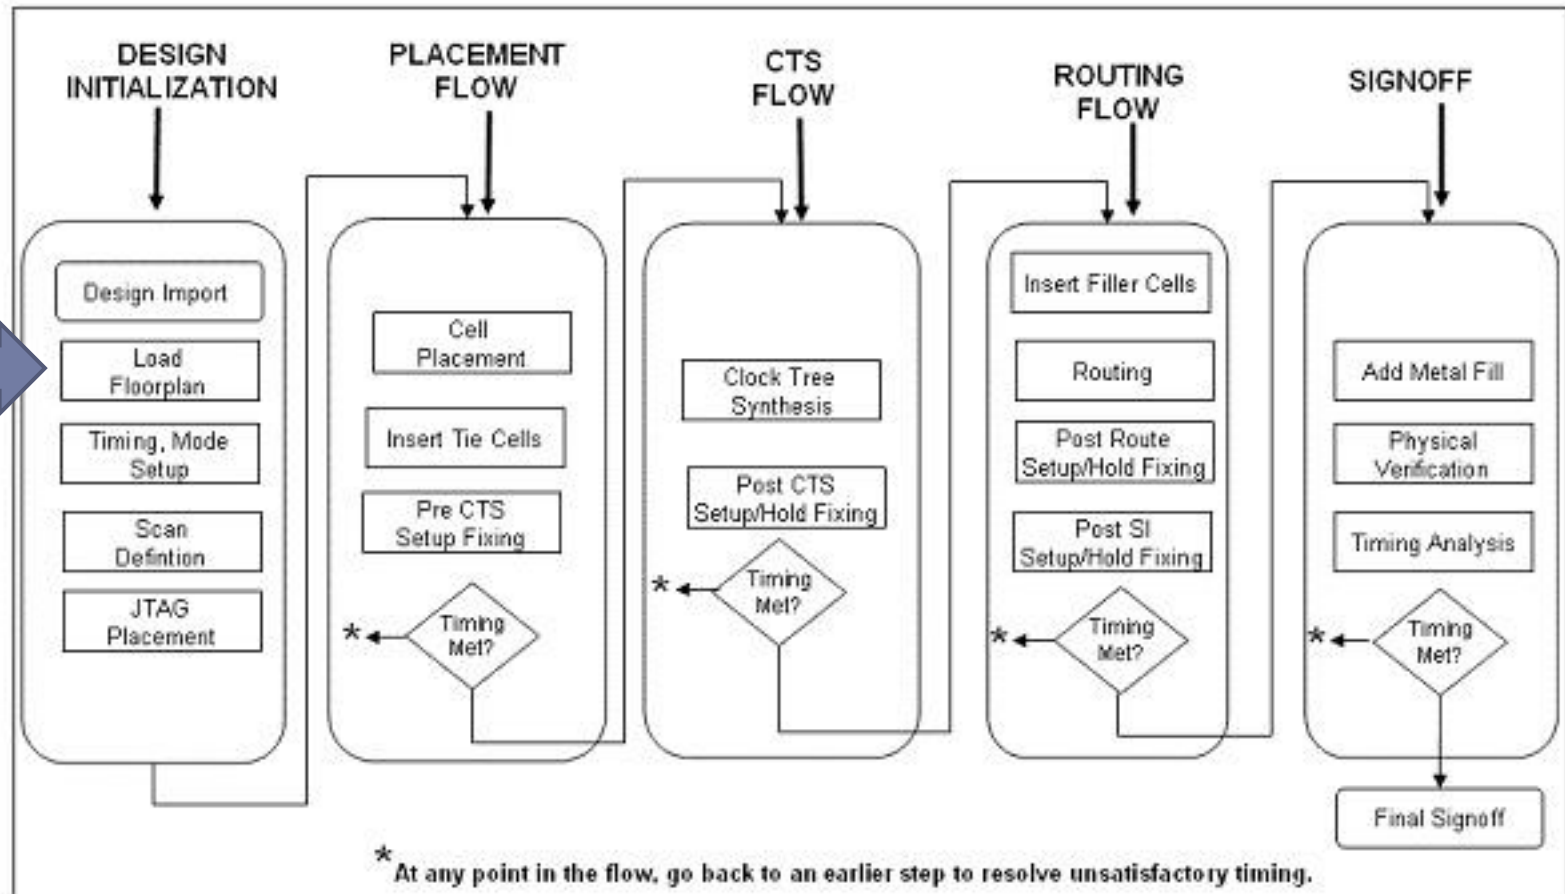 DESIGN
INITIALIZATION
Design Import
Load
Floorplan
Timing, Mode
Setup
Scan
Defintion
JTAG
Placement
PLACEMENT
FLOW
Cell
Placement
Insert Tie Cells
Pre CTS
Setup Fixing
Timing
Met?
*
CTS
FLOW
Clock Tree
Synthesis
Post CTS
Setup/Hold Fixing
Timing
Met?
*
ROUTING
FLOW
Insert Filler Cells
Routing
Post Route
Setup/Hold Fixing
Post SI
Setup/Hold Fixing
Timing
Met?
*
SIGNOFF
Add Metal Fill
Physical
Verification
Timing Analysis
Timing
Met?
*
Final Signoff
*At any point in the flow, go back to an earlier step to resolve unsatisfactory timing.